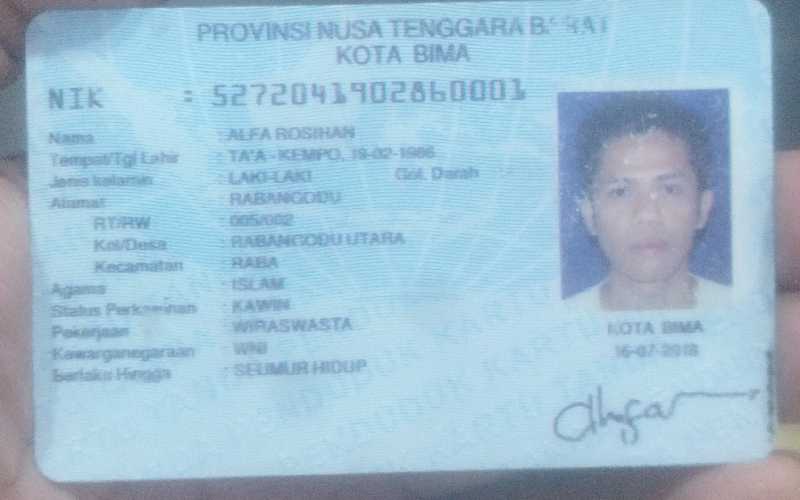 PROVINSI NUSA TENGGARA BARAT
KOTA BIMA
NIK : 5272041902860001
Nama : ALFA ROSIHAN
Tempat/Tgl Lahir : TA'A - KEMPO, 19-02-1986
Jenis kelamin : LAKI-LAKI Gol. Darah :
Alamat : RABANGODU
RT/RW : 005/002
Kel/Desa : RABANGODU UTARA
Kecamatan : RABA
Agama : ISLAM
Status Perkawinan : KAWIN
Pekerjaan : WIRASWASTA
Kewarganegaraan : WNI
Berlaku Hingga : SEUMUR HIDUP
KOTA BIMA
16-07-2018